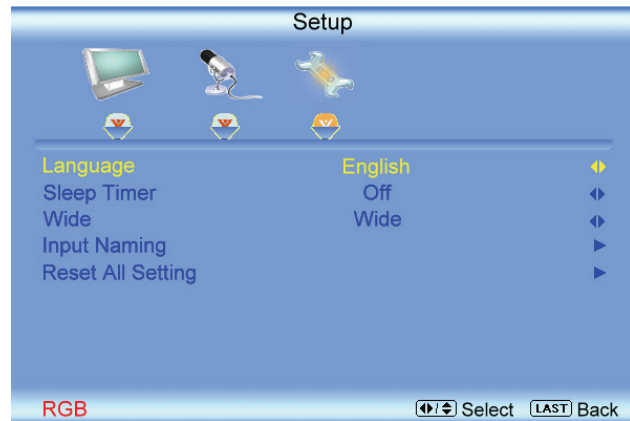 Setup
Language English
Sleep Timer Off
Wide Wide
Input Naming
Reset All Setting
RGB Select LAST Back